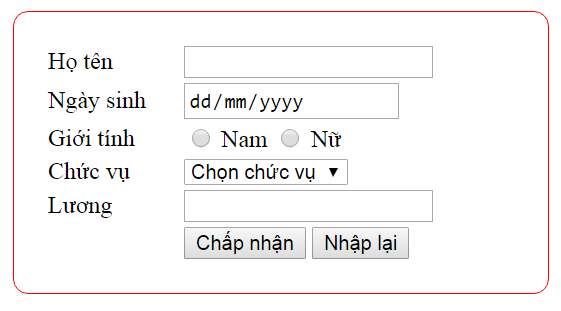 Họ tên
Ngày sinh dd/mm/yyyy
Giới tính Nam Nữ
Chức vụ Chọn chức vụ
Lương
Chấp nhận Nhập lại